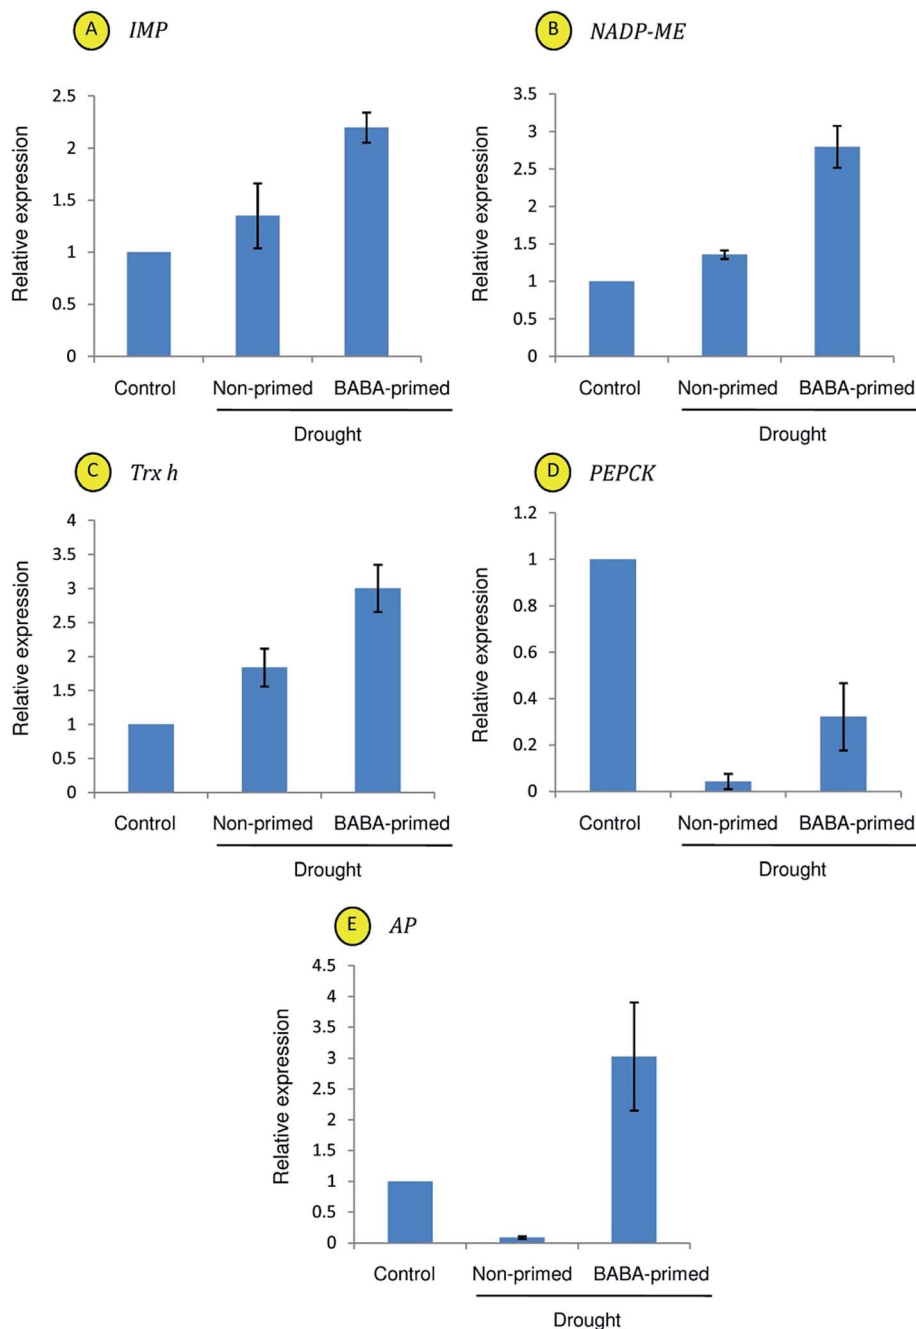 A IMP
Relative expression
2.5
2
1.5
1
0.5
0
Control Non-primed BABA-primed
Drought
B NADP-ME
Relative expression
3.5
3
2.5
2
1.5
1
0.5
0
Control Non-primed BABA-primed
Drought
C Trx h
Relative expression
4
3.5
3
2.5
2
1.5
1
0.5
0
Control Non-primed BABA-primed
Drought
D PEPCK
Relative expression
1.2
1
0.8
0.6
0.4
0.2
0
Control Non-primed BABA-primed
Drought
E AP
Relative expression
4.5
4
3.5
3
2.5
2
1.5
1
0.5
0
Control Non-primed BABA-primed
Drought